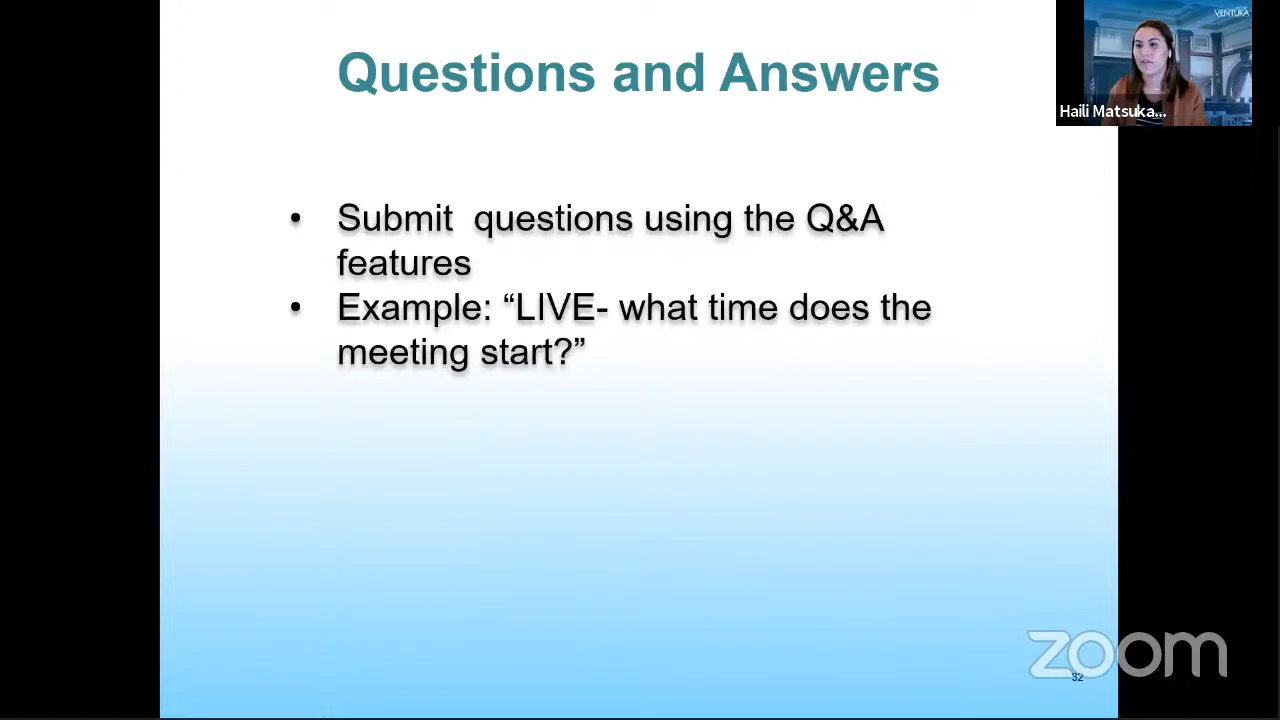 Questions and Answers
VENTURA
Haili Matsuka...
• Submit  questions using the Q&A
features
• Example: “LIVE- what time does the
meeting start?”
zoom
32